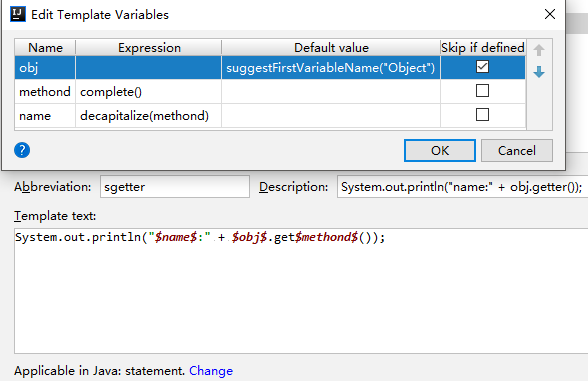 IJ Edit Template Variables
Name Expression Default value Skip if defined
obj suggestFirstVariableName("Object")
methond complete()
name decapitalize(methond)
? OK Cancel
Abbreviation: sgetter Description: System.out.println("name:" + obj.getter());
Template text:
System.out.println("$name$:" + $obj$.get$methond$());
Applicable in Java: statement. Change